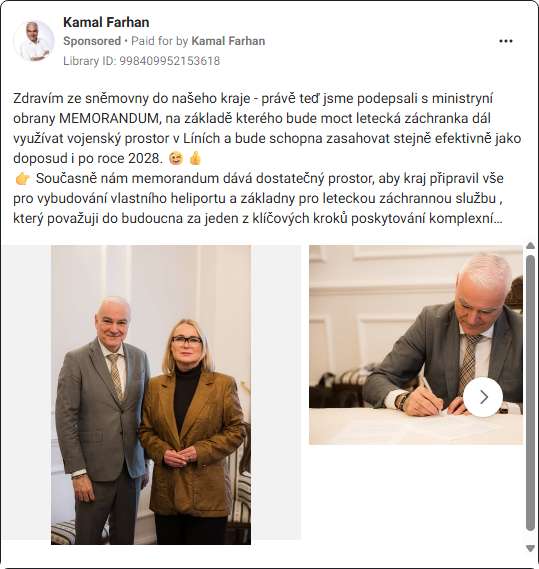 Kamal Farhan
Sponsored • Paid for by Kamal Farhan
Library ID: 998409952153618
Zdravím ze sněmovny do našeho kraje - právě teď jsme podepsali s ministryní
obrany MEMORANDUM, na základě kterého bude moct letecká záchranka dál
využívat vojenský prostor v Líních a bude schopna zasahovat stejně efektivně jako
doposud i po roce 2028. 😉 👍
👉 Současně nám memorandum dává dostatečný prostor, aby kraj připravil vše
pro vybudování vlastního heliportu a základny pro leteckou záchrannou službu ,
který považuji do budoucna za jeden z klíčových kroků poskytování komplexní...